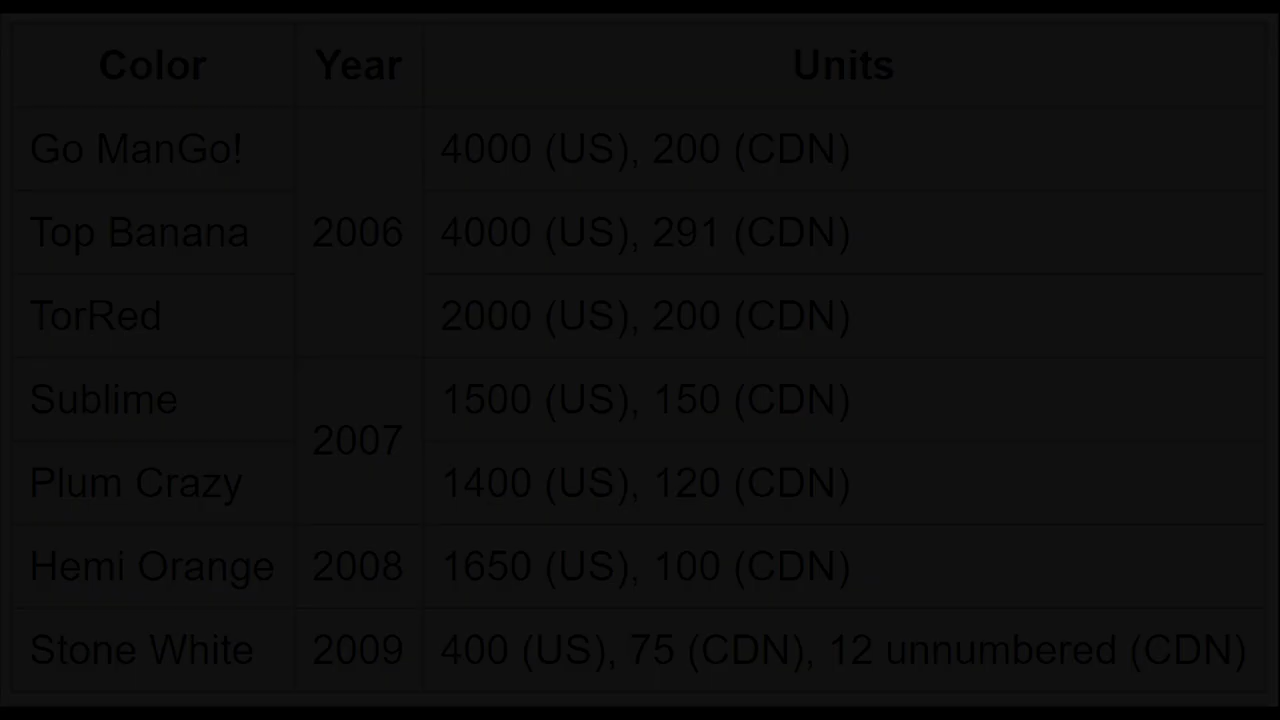 Color Year Units
Go ManGo! 4000 (US), 200 (CDN)
Top Banana 2006 4000 (US), 291 (CDN)
TorRed 2000 (US), 200 (CDN)
Sublime 1500 (US), 150 (CDN)
2007
Plum Crazy 1400 (US), 120 (CDN)
Hemi Orange 2008 1650 (US), 100 (CDN)
Stone White 2009 400 (US), 75 (CDN), 12 unnumbered (CDN)